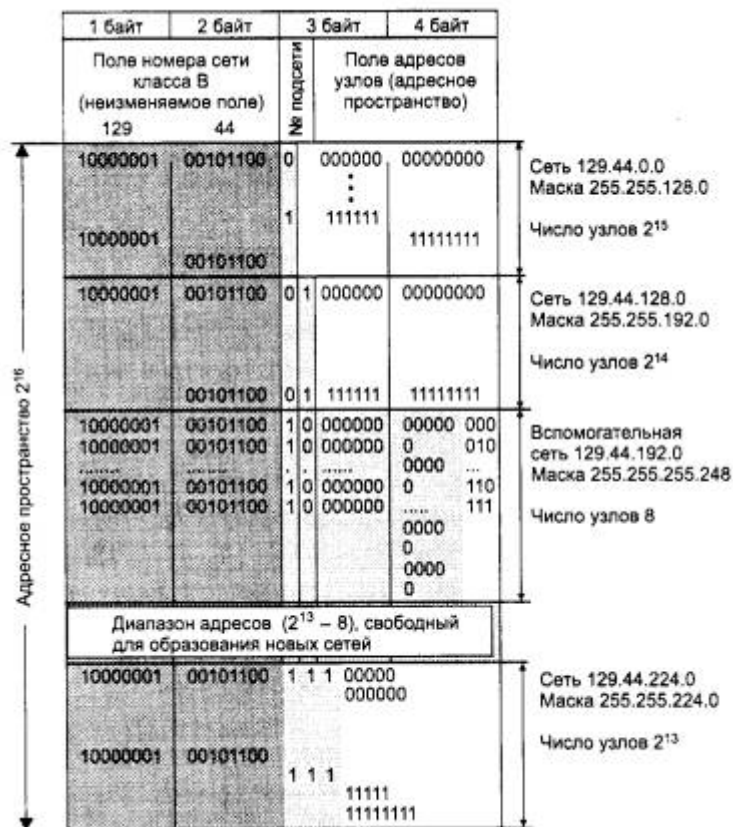 1 байт 2 байт 3 байт 4 байт
Поле номера сети
класса В
(неизменяемое поле)
129 44
№ подсети
Поле адресов
узлов (адресное
пространство)
Адресное пространство 2¹⁶
10000001 00101100 0 000000 00000000
1 111111
10000001 11111111
00101100
Сеть 129.44.0.0
Маска 255.255.128.0
Число узлов 2¹⁵
10000001 00101100 0 1 000000 00000000
00101100 0 1 111111 11111111
Сеть 129.44.128.0
Маска 255.255.192.0
Число узлов 2¹⁴
10000001 00101100 1 0 000000 00000 000
10000001 00101100 1 0 000000 0 010
........ ........ . . ...... 0000 ...
10000001 00101100 1 0 000000 0 110
10000001 00101100 1 0 000000 ..... 111
0000
0
0000
0
Вспомогательная
сеть 129.44.192.0
Маска 255.255.255.248
Число узлов 8
Диапазон адресов (2¹³ – 8), свободный
для образования новых сетей
10000001 00101100 1 1 1 00000
000000
10000001 00101100
1 1 1
11111
11111111
Сеть 129.44.224.0
Маска 255.255.224.0
Число узлов 2¹³